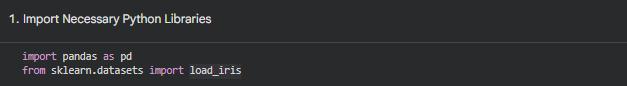 1. Import Necessary Python Libraries
import pandas as pd
from sklearn.datasets import load_iris